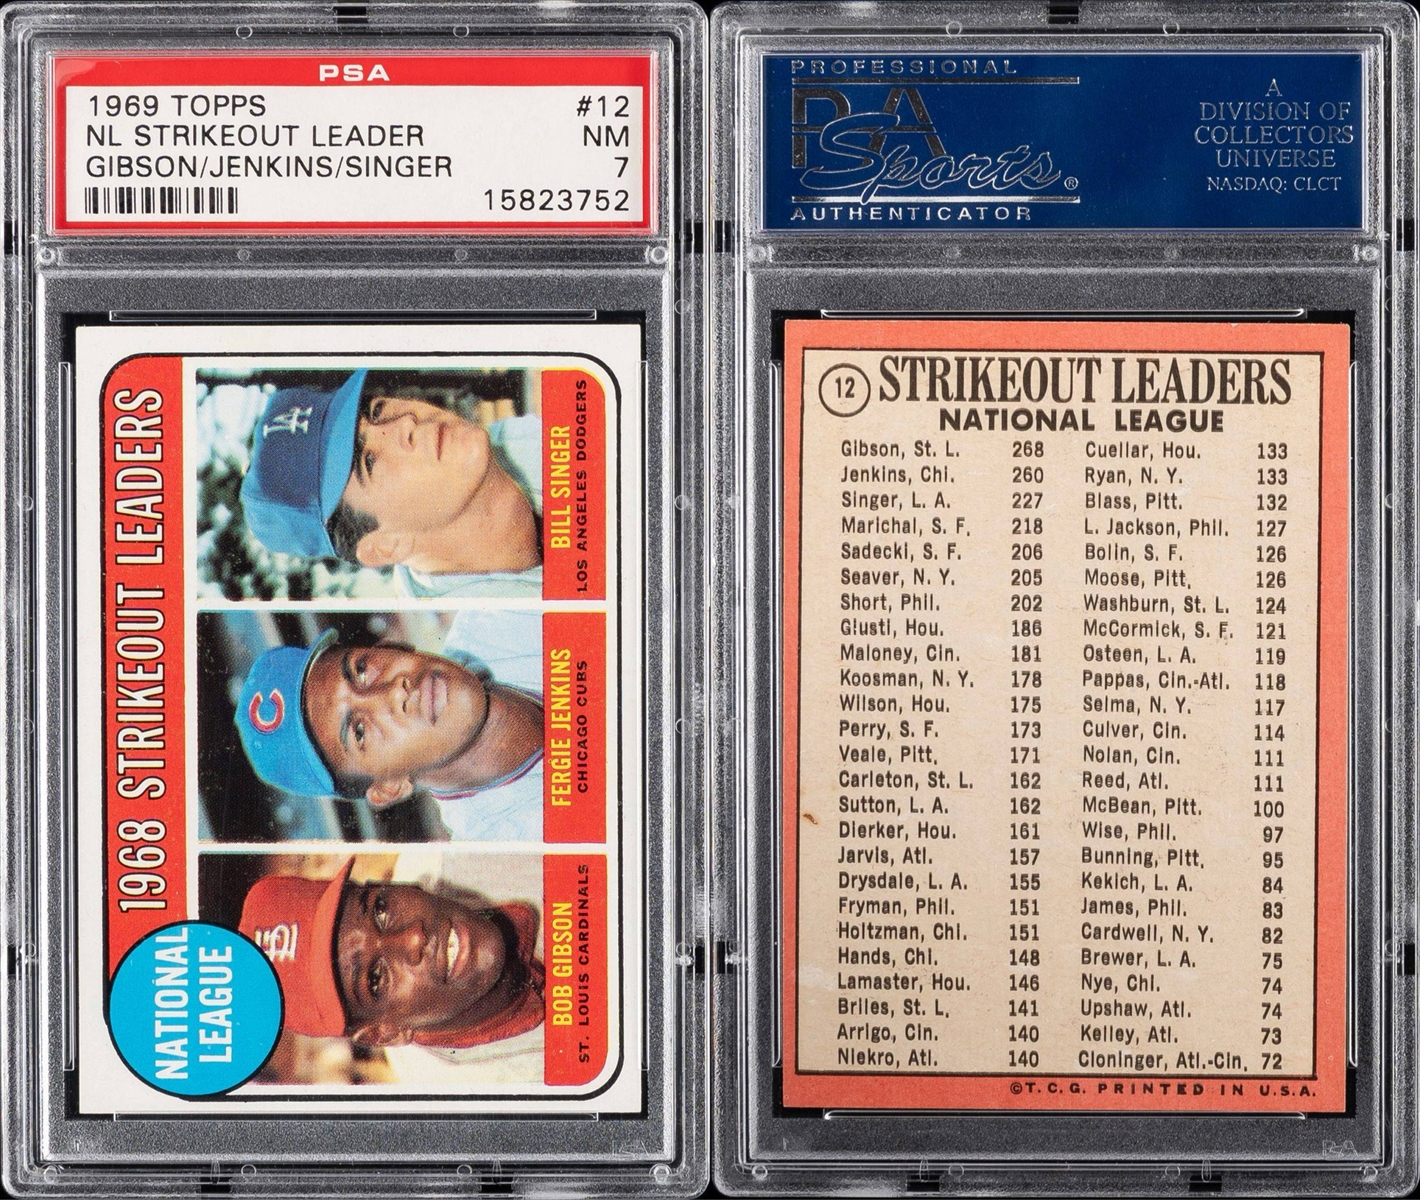 PSA
1969 TOPPS #12
NL STRIKEOUT LEADER NM
GIBSON/JENKINS/SINGER 7
15823752
1968 STRIKEOUT LEADERS
NATIONAL
LEAGUE
LA
BILL SINGER
LOS ANGELES DODGERS
C
FERGIE JENKINS
CHICAGO CUBS
STL
BOB GIBSON
ST. LOUIS CARDINALS
PROFESSIONAL
PSA
Sports®
AUTHENTICATOR
A
DIVISION OF
COLLECTORS
UNIVERSE
NASDAQ: CLCT
12 STRIKEOUT LEADERS
NATIONAL LEAGUE
Gibson, St. L. 268 Cuellar, Hou. 133
Jenkins, Chi. 260 Ryan, N. Y. 133
Singer, L. A. 227 Blass, Pitt. 132
Marichal, S. F. 218 L. Jackson, Phil. 127
Sadecki, S. F. 206 Bolin, S. F. 126
Seaver, N. Y. 205 Moose, Pitt. 126
Short, Phil. 202 Washburn, St. L. 124
Giusti, Hou. 186 McCormick, S. F. 121
Maloney, Cin. 181 Osteen, L. A. 119
Koosman, N. Y. 178 Pappas, Cin.-Atl. 118
Wilson, Hou. 175 Selma, N. Y. 117
Perry, S. F. 173 Culver, Cin. 114
Veale, Pitt. 171 Nolan, Cin. 111
Carleton, St. L. 162 Reed, Atl. 111
Sutton, L. A. 162 McBean, Pitt. 100
Dierker, Hou. 161 Wise, Phil. 97
Jarvis, Atl. 157 Bunning, Pitt. 95
Drysdale, L. A. 155 Kekich, L. A. 84
Fryman, Phil. 151 James, Phil. 83
Holtzman, Chi. 151 Cardwell, N. Y. 82
Hands, Chi. 148 Brewer, L. A. 75
Lamaster, Hou. 146 Nye, Chi. 74
Briles, St. L. 141 Upshaw, Atl. 74
Arrigo, Cin. 140 Kelley, Atl. 73
Niekro, Atl. 140 Cloninger, Atl.-Cin. 72
©T. C. G. PRINTED IN U.S.A.